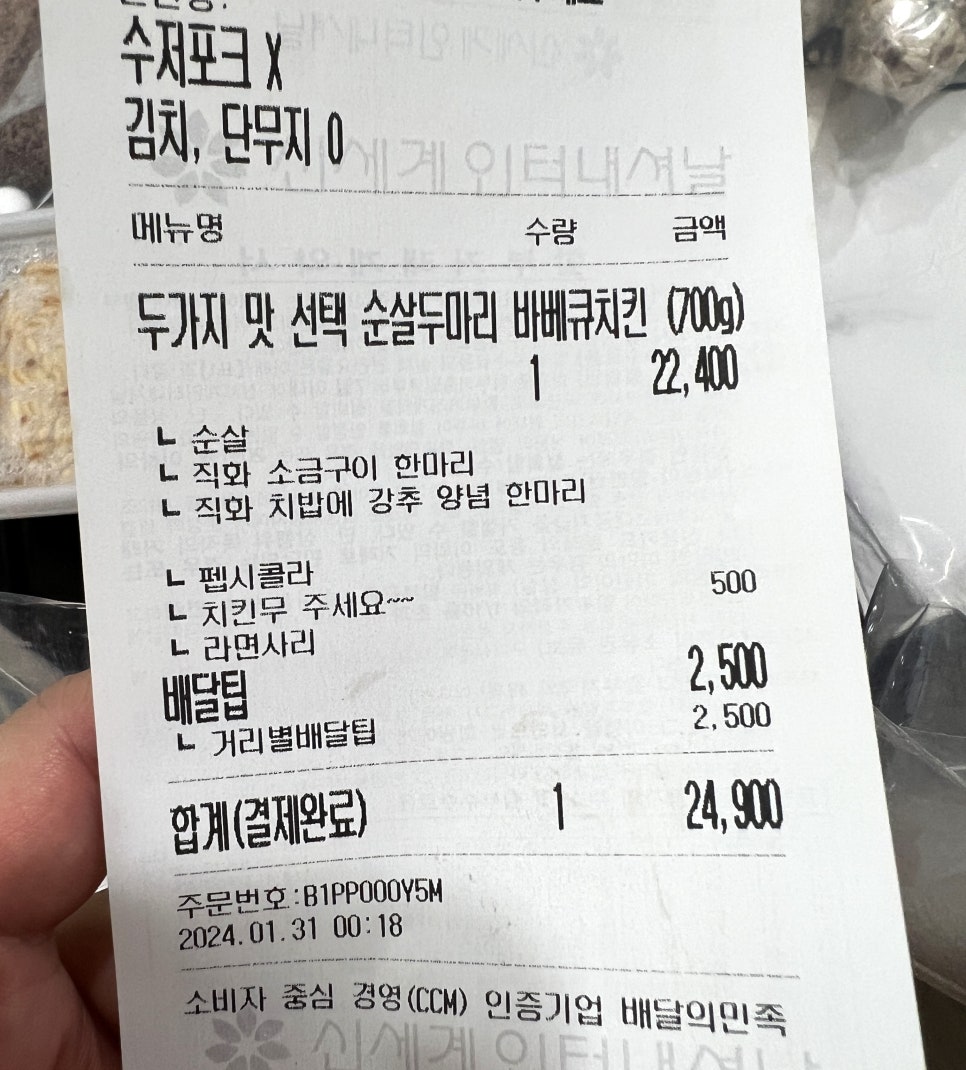 수저포크 X
김치, 단무지 O
신세계인터내셔날
메뉴명 수량 금액
두가지 맛 선택 순살두마리 바베큐치킨 (700g)
1 22,400
ㄴ 순살
ㄴ 직화 소금구이 한마리
ㄴ 직화 치밥에 강추 양념 한마리
ㄴ 펩시콜라 500
ㄴ 치킨무 주세요~~
ㄴ 라면사리
배달팁 2,500
ㄴ 거리별배달팁 2,500
합계(결제완료) 1 24,900
주문번호:B1PP000Y5M
2024.01.31 00:18
소비자 중심 경영(CCM) 인증기업 배달의민족
신세계인터내셔날